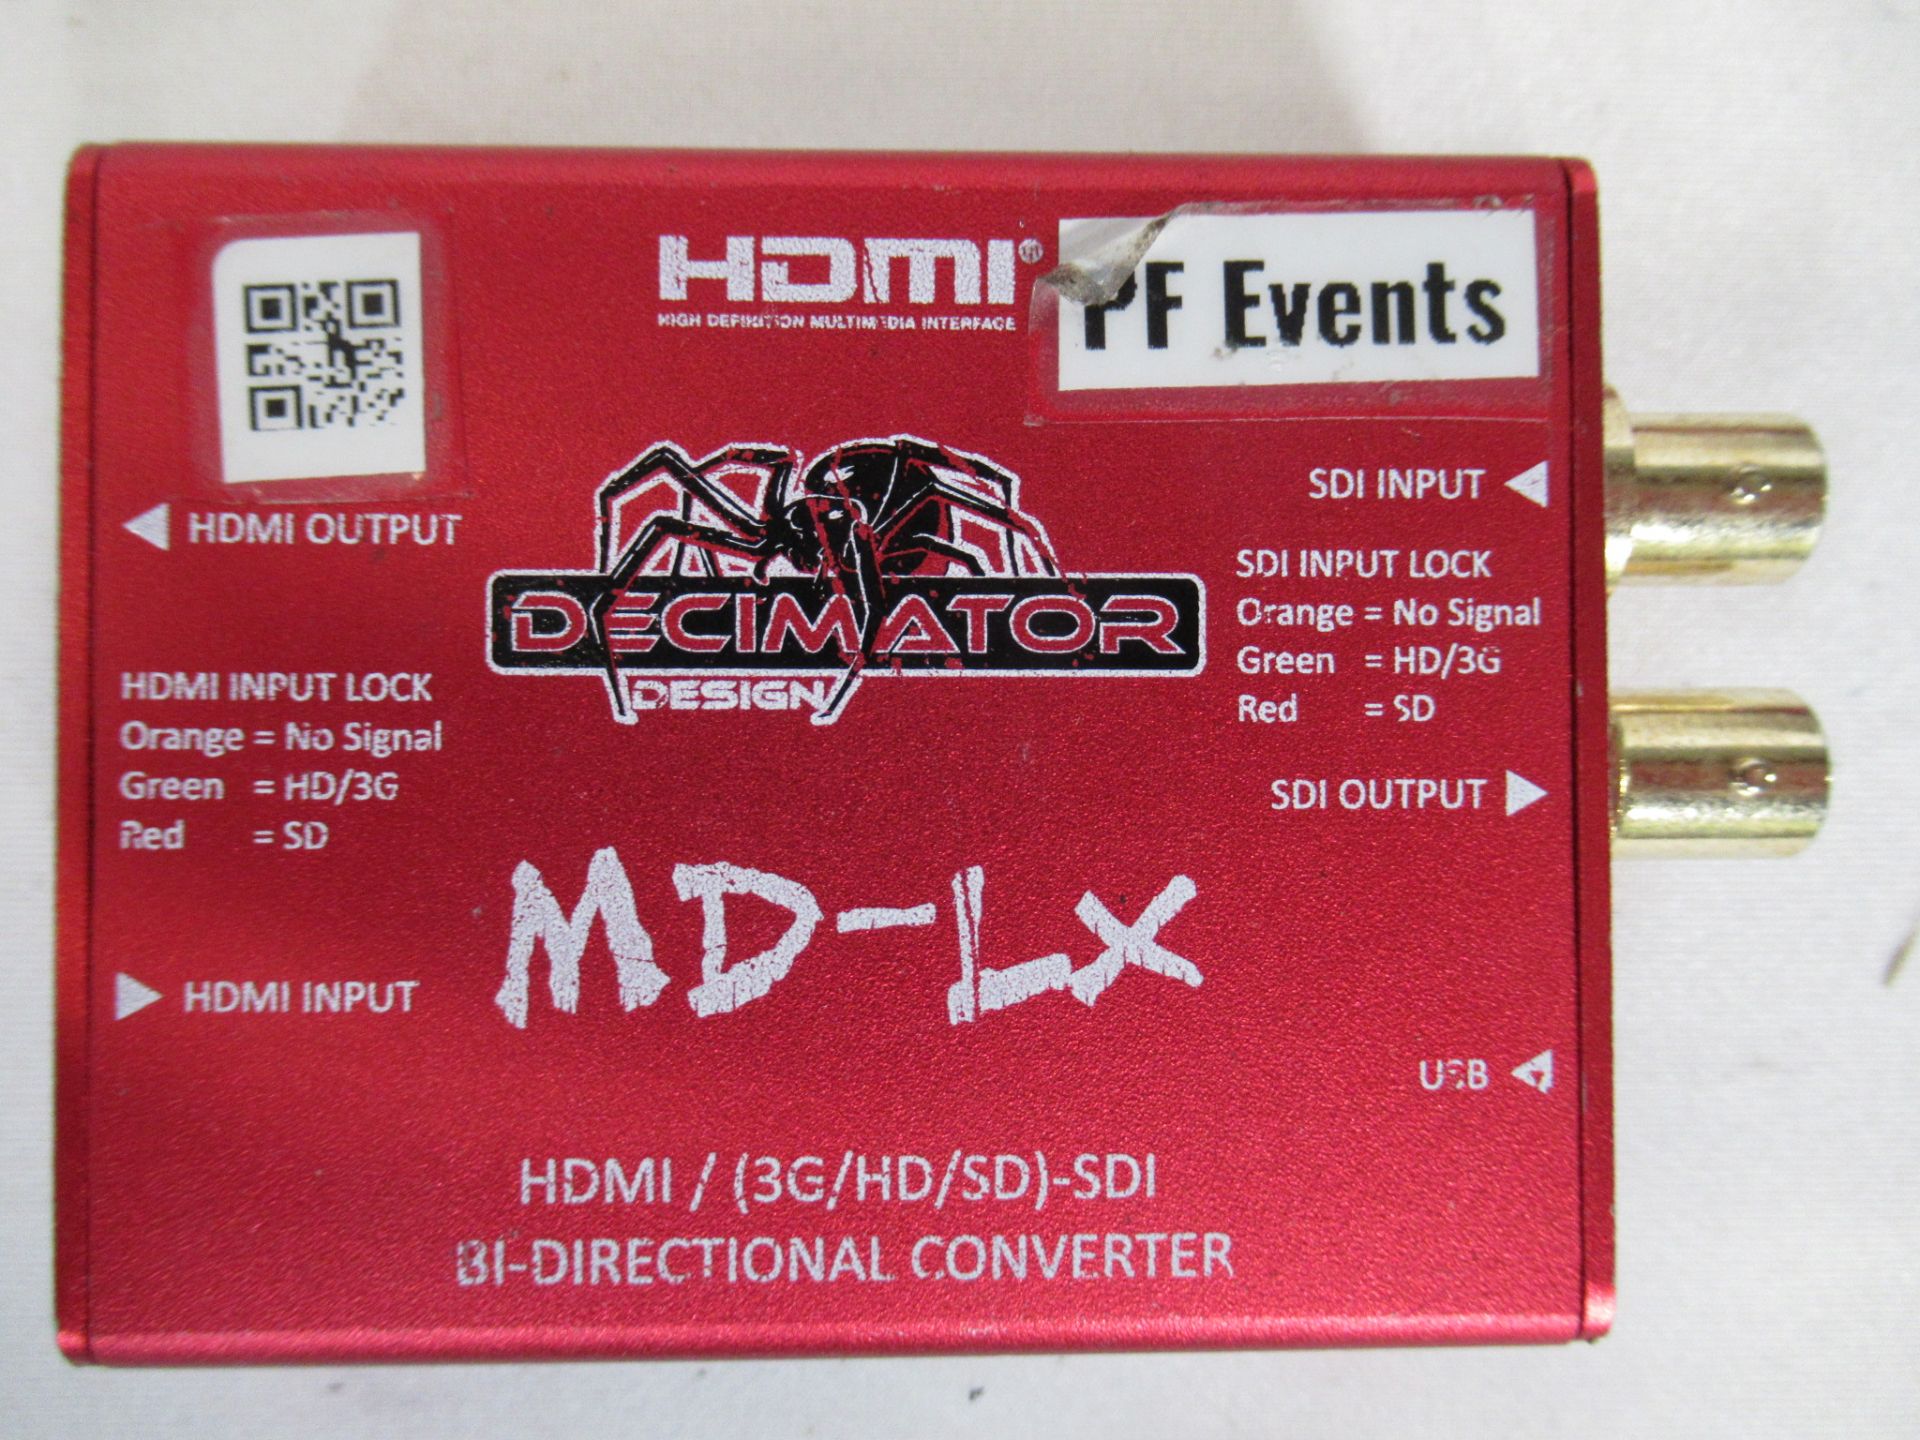 HDMI®
HIGH DEFINITION MULTIMEDIA INTERFACE
PF Events
HDMI OUTPUT
SDI INPUT
DECIMATOR
DESIGN
SDI INPUT LOCK
Orange = No Signal
Green = HD/3G
Red = SD
HDMI INPUT LOCK
Orange = No Signal
Green = HD/3G
Red = SD
SDI OUTPUT
MD-LX
HDMI INPUT
USB
HDMI / (3G/HD/SD)-SDI
BI-DIRECTIONAL CONVERTER